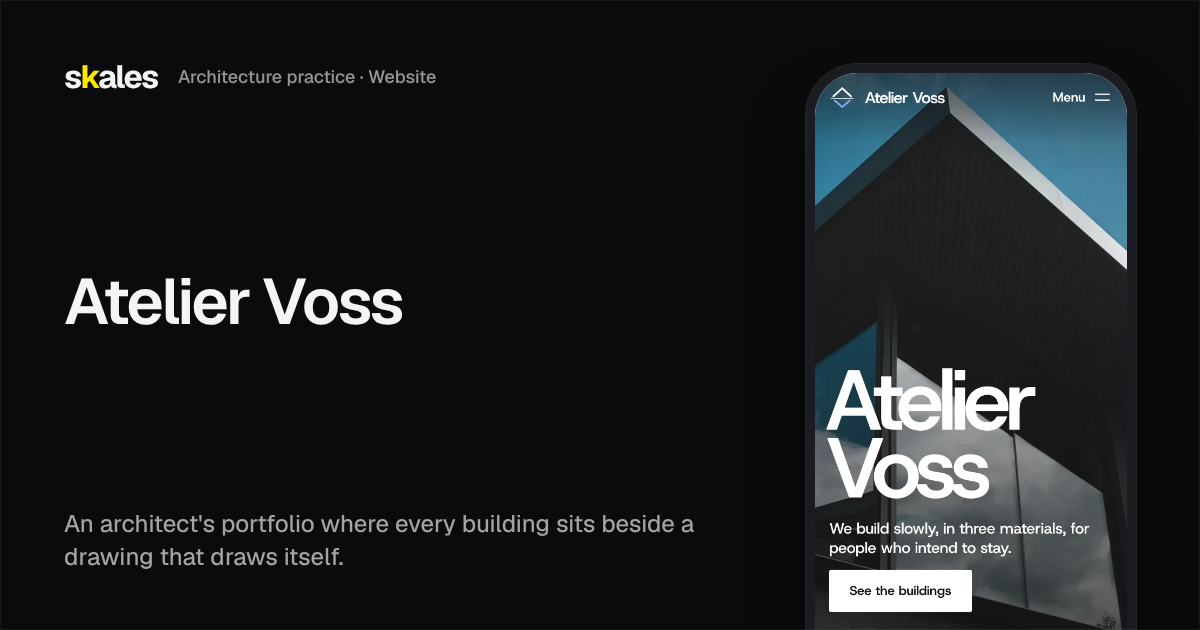 skales Architecture practice · Website
Atelier Voss
An architect's portfolio where every building sits beside a
drawing that draws itself.
Atelier Voss Menu
Atelier
Voss
We build slowly, in three materials, for
people who intend to stay.
See the buildings